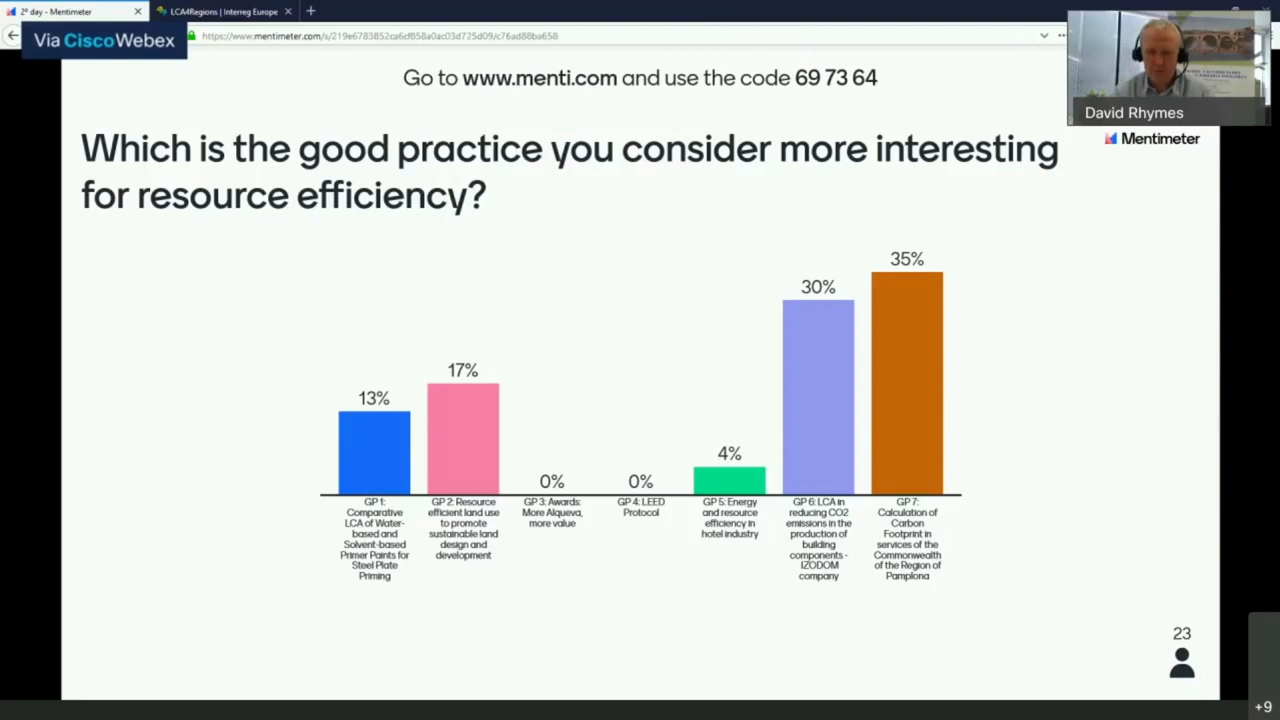 2º day - Mentimeter
LCA4Regions | Interreg Europe
Via Cisco Webex
https://www.mentimeter.com/s/219e6783852ca6cf858a0ac03d725d09/c76ad88ba658
Go to www.menti.com and use the code 69 73 64
David Rhymes
Mentimeter
Which is the good practice you consider more interesting
for resource efficiency?
13%
17%
0%
0%
4%
30%
35%
GP 1:
Comparative
LCA of Water-
based and
Solvent-based
Primer Paints for
Steel Plate
Priming
GP 2: Resource
efficient land use
to promote
sustainable land
design and
development
GP 3: Awards:
More Alqueva,
more value
GP 4: LEED
Protocol
GP 5: Energy
and resource
efficiency in
hotel industry
GP 6: LCA in
reducing CO2
emissions in the
production of
building
components -
IZODOM
company
GP 7:
Calculation of
Carbon
Footprint in
services of the
Commonwealth
of the Region of
Pamplona
23
+9